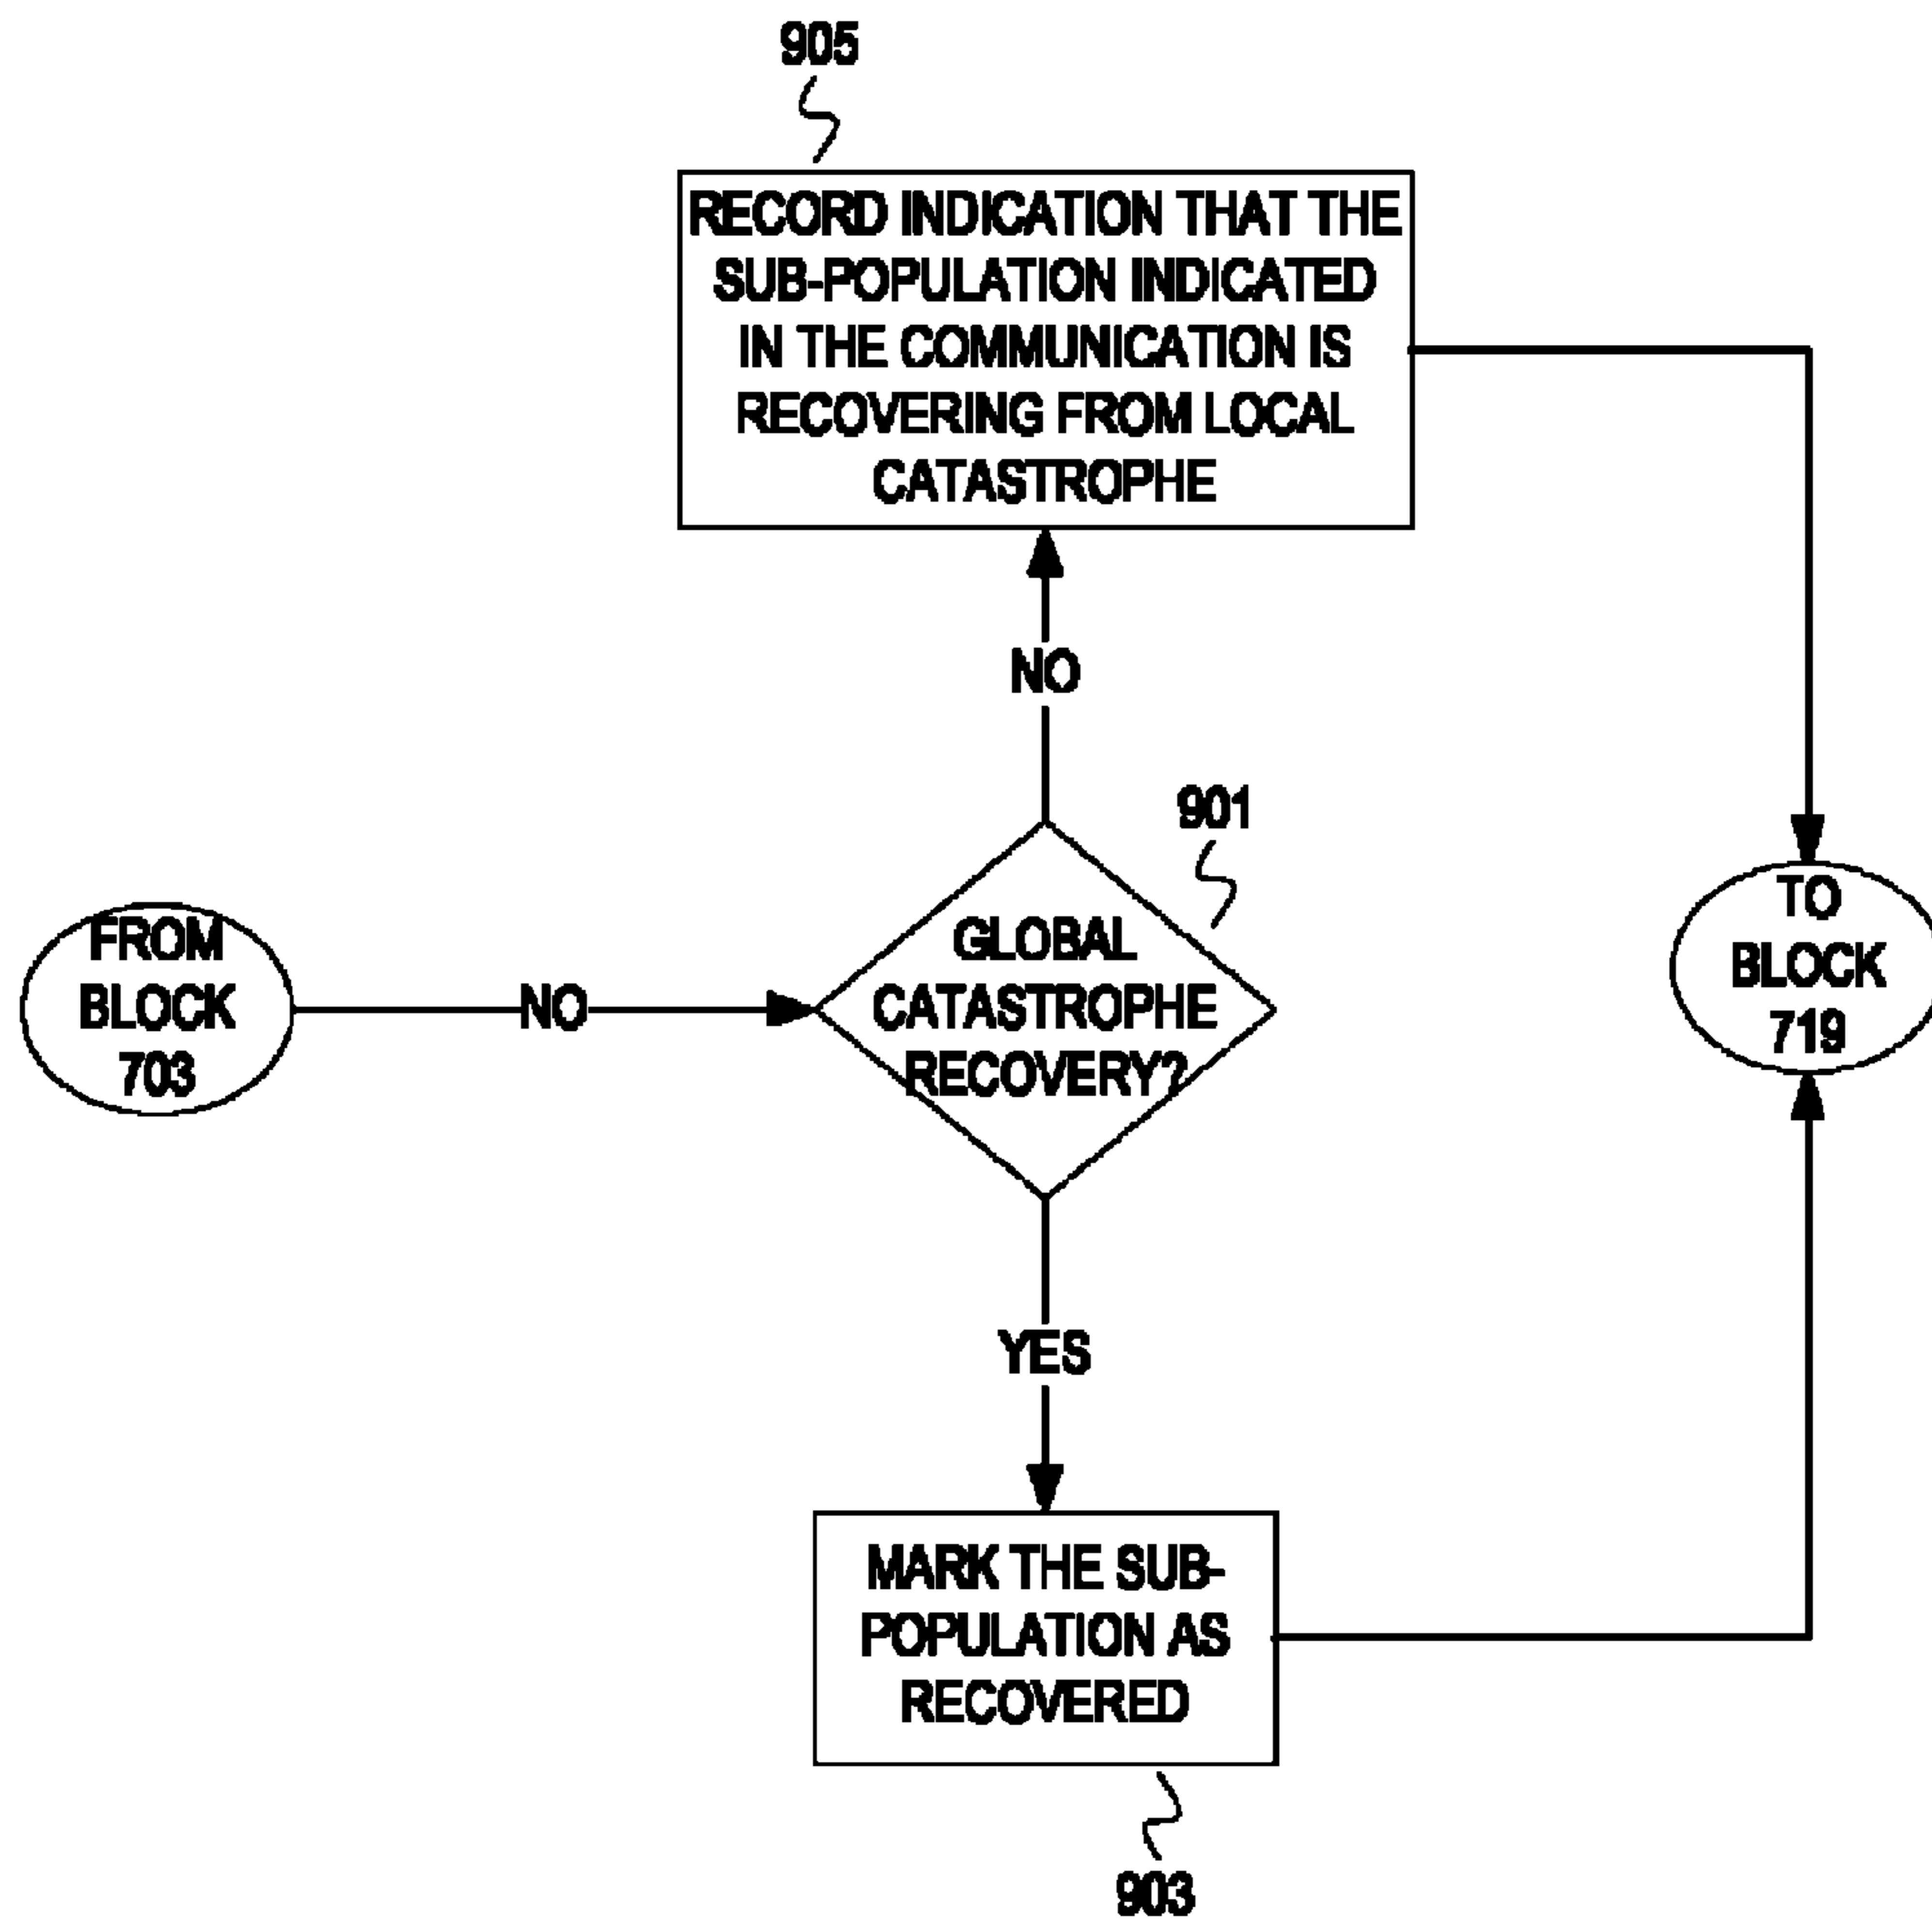 905
RECORD INDICATION THAT THE
SUB-POPULATION INDICATED
IN THE COMMUNICATION IS
RECOVERING FROM LOCAL
CATASTROPHE
NO
901
FROM
BLOCK
703
NO
GLOBAL
CATASTROPHE
RECOVERY?
TO
BLOCK
719
YES
MARK THE SUB-
POPULATION AS
RECOVERED
903